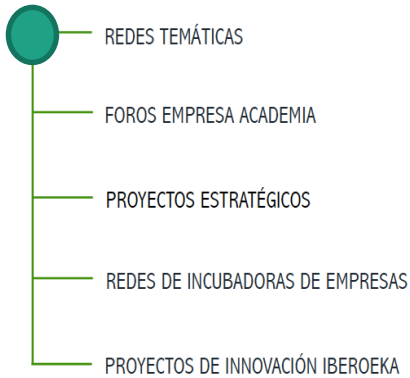 REDES TEMÁTICAS
FOROS EMPRESA ACADEMIA
PROYECTOS ESTRATÉGICOS
REDES DE INCUBADORAS DE EMPRESAS
PROYECTOS DE INNOVACIÓN IBEROEKA